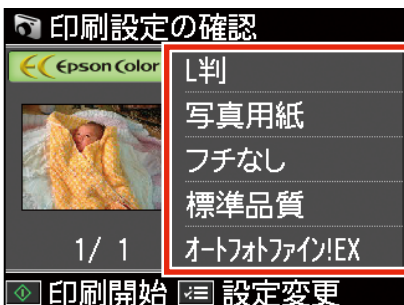 印刷設定の確認
Epson Color
L判
写真用紙
フチなし
標準品質
オートフォトファイン!EX
1/ 1
印刷開始 設定変更